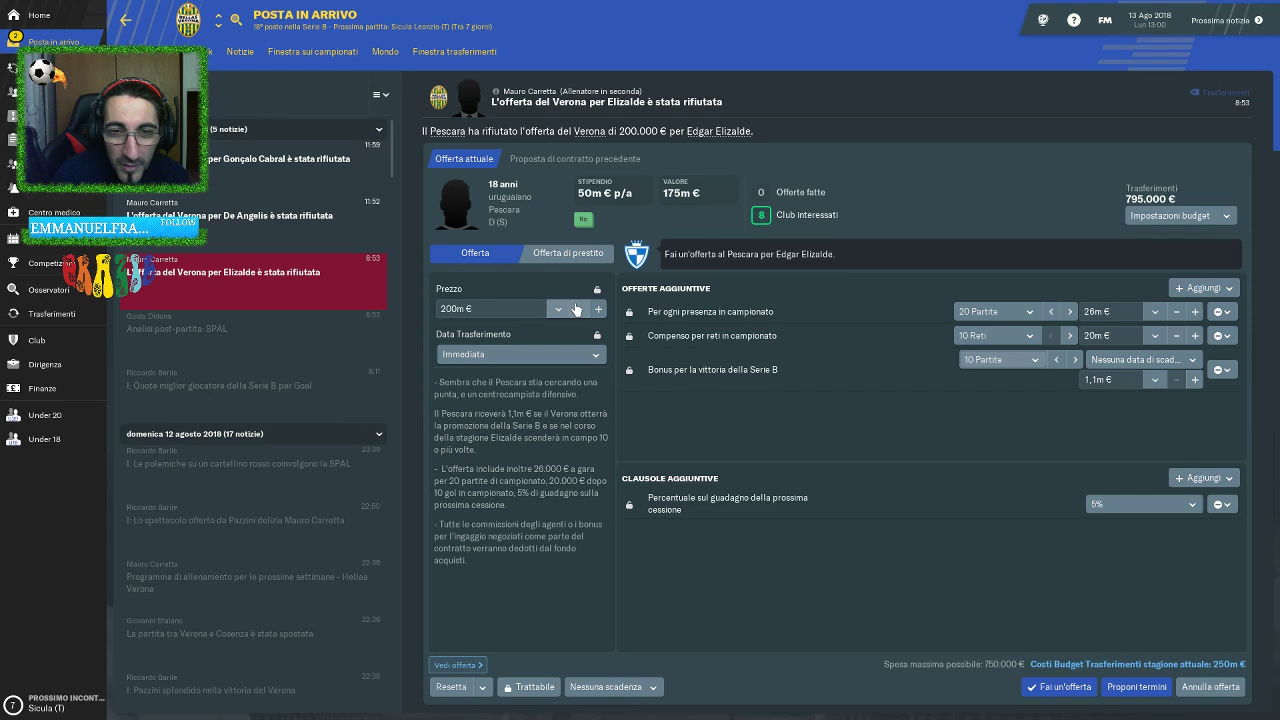 Home
POSTA IN ARRIVO
18° posto nella Serie B - Prossima partita: Sicula Leonzio (T) (Tra 7 giorni)
FM
13 Ago 2018
Lun 13:00
Prossima notizie
2
Posta in arrivo
Notizie
Finestra sui campionati
Mondo
Finestra trasferimenti
Mauro Carretta (Allenatore in seconda)
L'offerta del Verona per Elizalde è stata rifiutata
Trasferimenti
8:53
(5 notizie)
11:59
per Gonçalo Cabral è stata rifiutata
Mauro Carretta
11:52
L'offerta del Verona per De Angelis è stata rifiutata
Centro medico
FOLLOW
EMMANUELFRA...
8:53
L'offerta del Verona per Elizalde è stata rifiutata
Osservatori
Trasferimenti
Club
Dirigenza
Finanze
Under 20
Under 18
Guido Didona
8:53
Analisi post-partita: SPAL
Riccardo Barile
8:11
I: Quote miglior giocatore della Serie B per Goal
domenica 12 agosto 2018 (17 notizie)
Riccardo Barile
23:39
I: Le polemiche su un cartellino rosso coinvolgono la SPAL
Riccardo Barile
22:50
I: Lo spettacolo offerto da Pazzini delizia Mauro Carretta
Mauro Carretta
22:36
Programma di allenamento per le prossime settimane - Hellas
Verona
Giovanni Staiano
22:36
La partita tra Verona e Cosenza è stata spostata
Riccardo Barile
22:36
I: Pazzini splendido nella vittoria del Verona
7
PROSSIMO INCONT...
Sicula (T)
Il Pescara ha rifiutato l'offerta del Verona di 200.000 € per Edgar Elizalde.
Offerta attuale
Proposta di contratto precedente
18 anni
uruguaiano
Pescara
D (S)
STIPENDIO
50m € p/a
Ric
VALORE
175m €
0 Offerte fatte
8 Club interessati
Trasferimenti
795.000 €
Impostazioni budget
Offerta
Offerta di prestito
Fai un'offerta al Pescara per Edgar Elizalde.
Prezzo
200m €
Data Trasferimento
Immediata
- Sembra che il Pescara stia cercando una
punta, e un centrocampista difensivo.
Il Pescara riceverà 1,1m € se il Verona otterrà
la promozione della Serie B e se nel corso
della stagione Elizalde scenderà in campo 10
o più volte.
- L'offerta include inoltre 26.000 € a gara
per 20 partite di campionato, 20.000 € dopo
10 gol in campionato, 5% di guadagno sulla
prossima cessione.
- Tutte le commissioni degli agenti o i bonus
per l'ingaggio negoziati come parte del
contratto verranno dedotti dal fondo
acquisti.
OFFERTE AGGIUNTIVE
Aggiungi
Per ogni presenza in campionato
20 Partite
26m €
Compenso per reti in campionato
10 Reti
20m €
Bonus per la vittoria della Serie B
10 Partite
Nessuna data di scad...
1,1m €
CLAUSOLE AGGIUNTIVE
Aggiungi
Percentuale sul guadagno della prossima
cessione
5%
Vedi offerta
Spesa massima possibile: 750.000 €
Costi Budget Trasferimenti stagione attuale: 250m €
Resetta
Trattabile
Nessuna scadenza
Fai un'offerta
Proponi termini
Annulla offerta